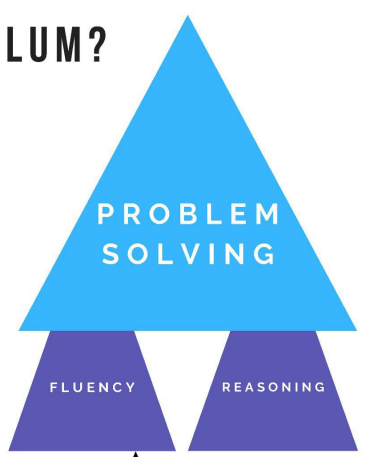 LUM?
PROBLEM
SOLVING
FLUENCY
REASONING